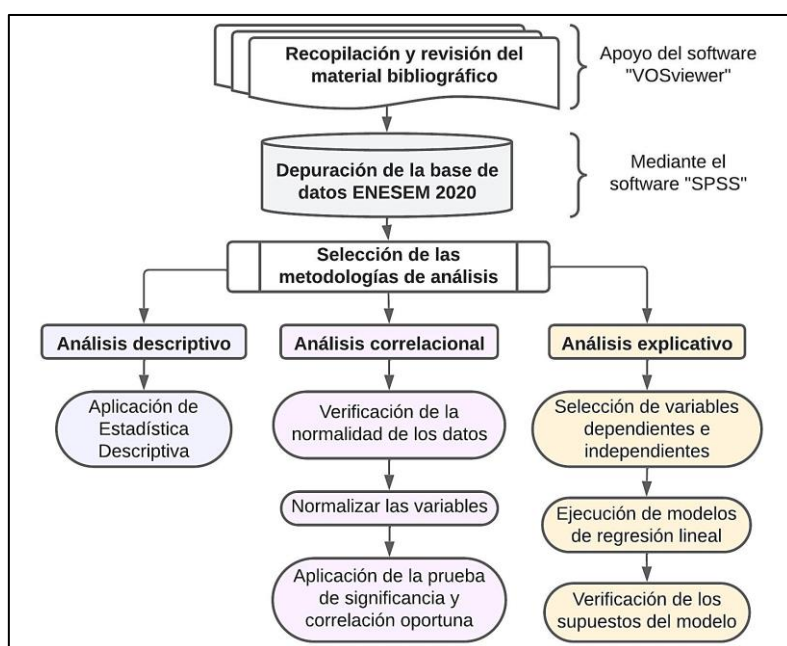 Recopilación y revisión del
material bibliográfico
Apoyo del software
"VOSviewer"
Depuración de la base de
datos ENESEM 2020
Mediante el
software "SPSS"
Selección de las
metodologías de análisis
Análisis descriptivo
Aplicación de
Estadística
Descriptiva
Análisis correlacional
Verificación de la
normalidad de los datos
Normalizar las variables
Aplicación de la prueba
de significancia y
correlación oportuna
Análisis explicativo
Selección de variables
dependientes e
independientes
Ejecución de modelos
de regresión lineal
Verificación de los
supuestos del modelo